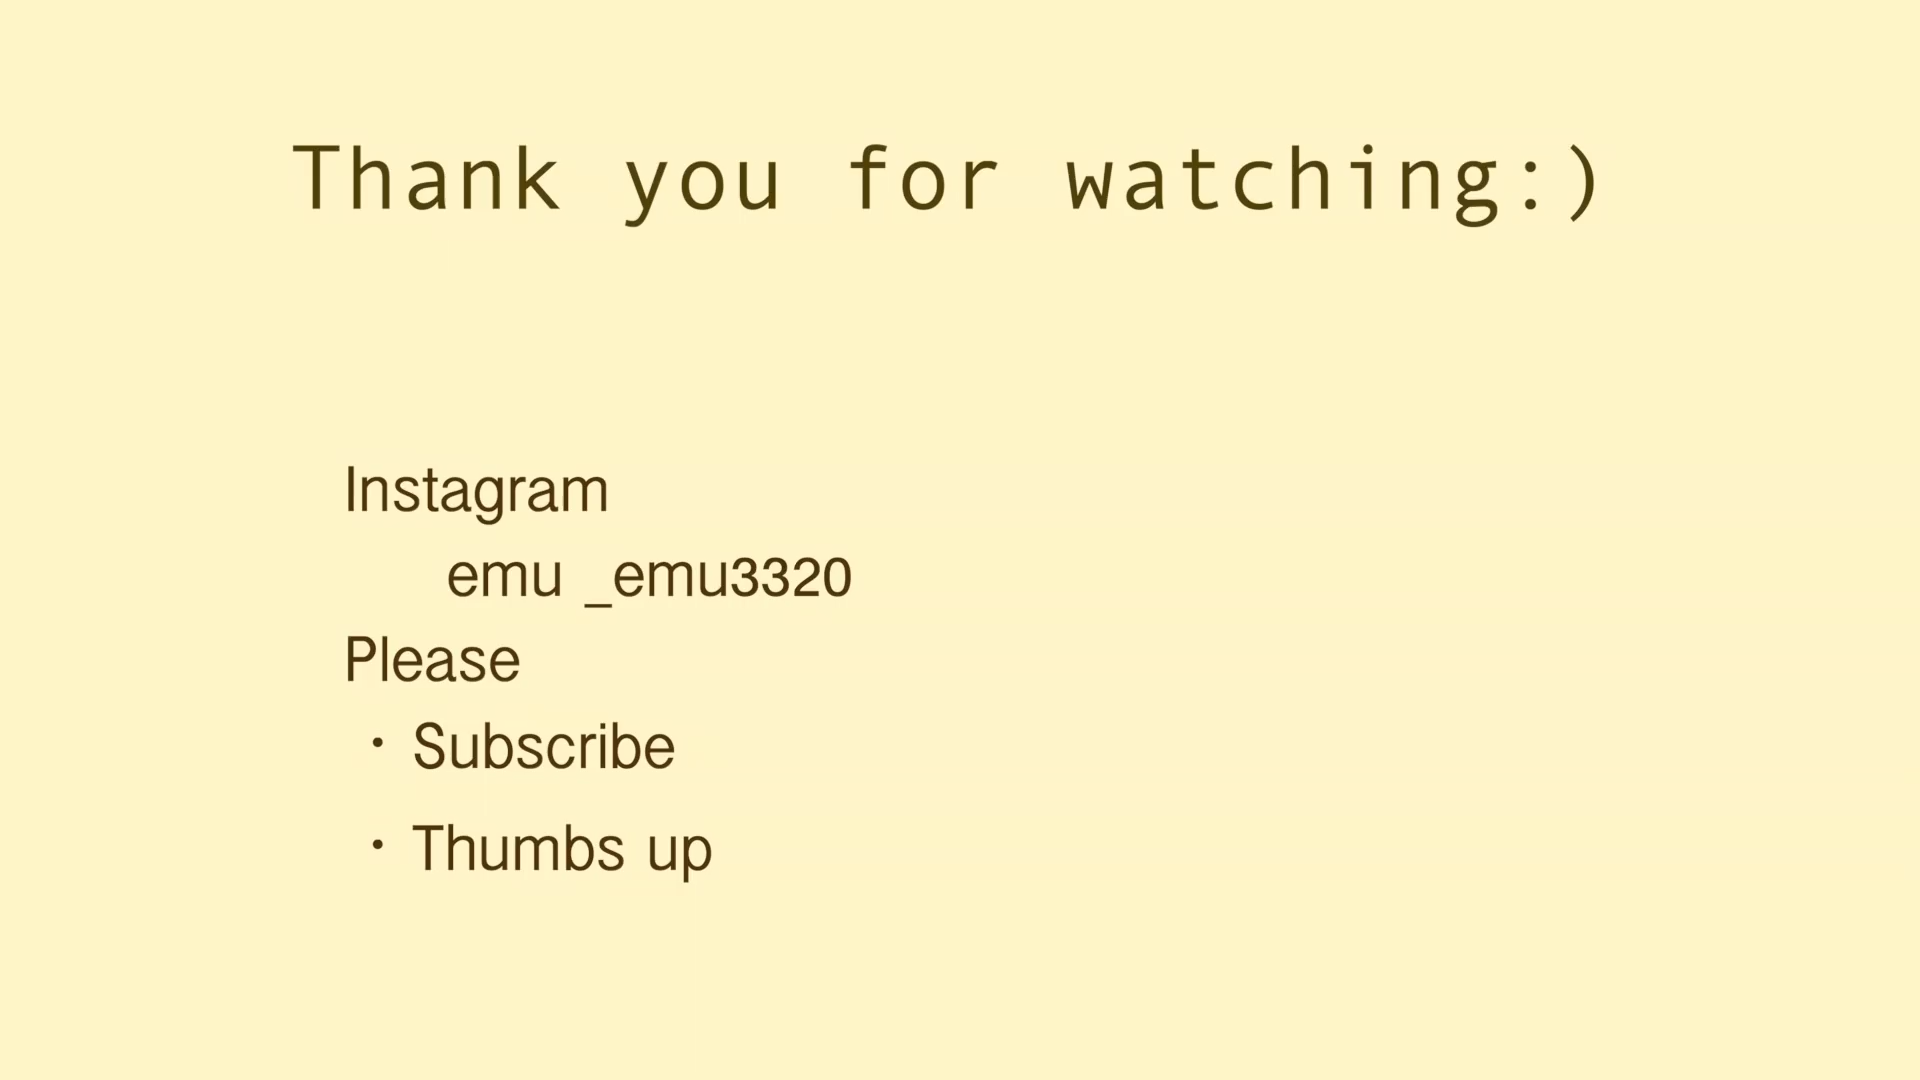 Thank you for watching:)
Instagram
emu _emu3320
Please
・Subscribe
・Thumbs up